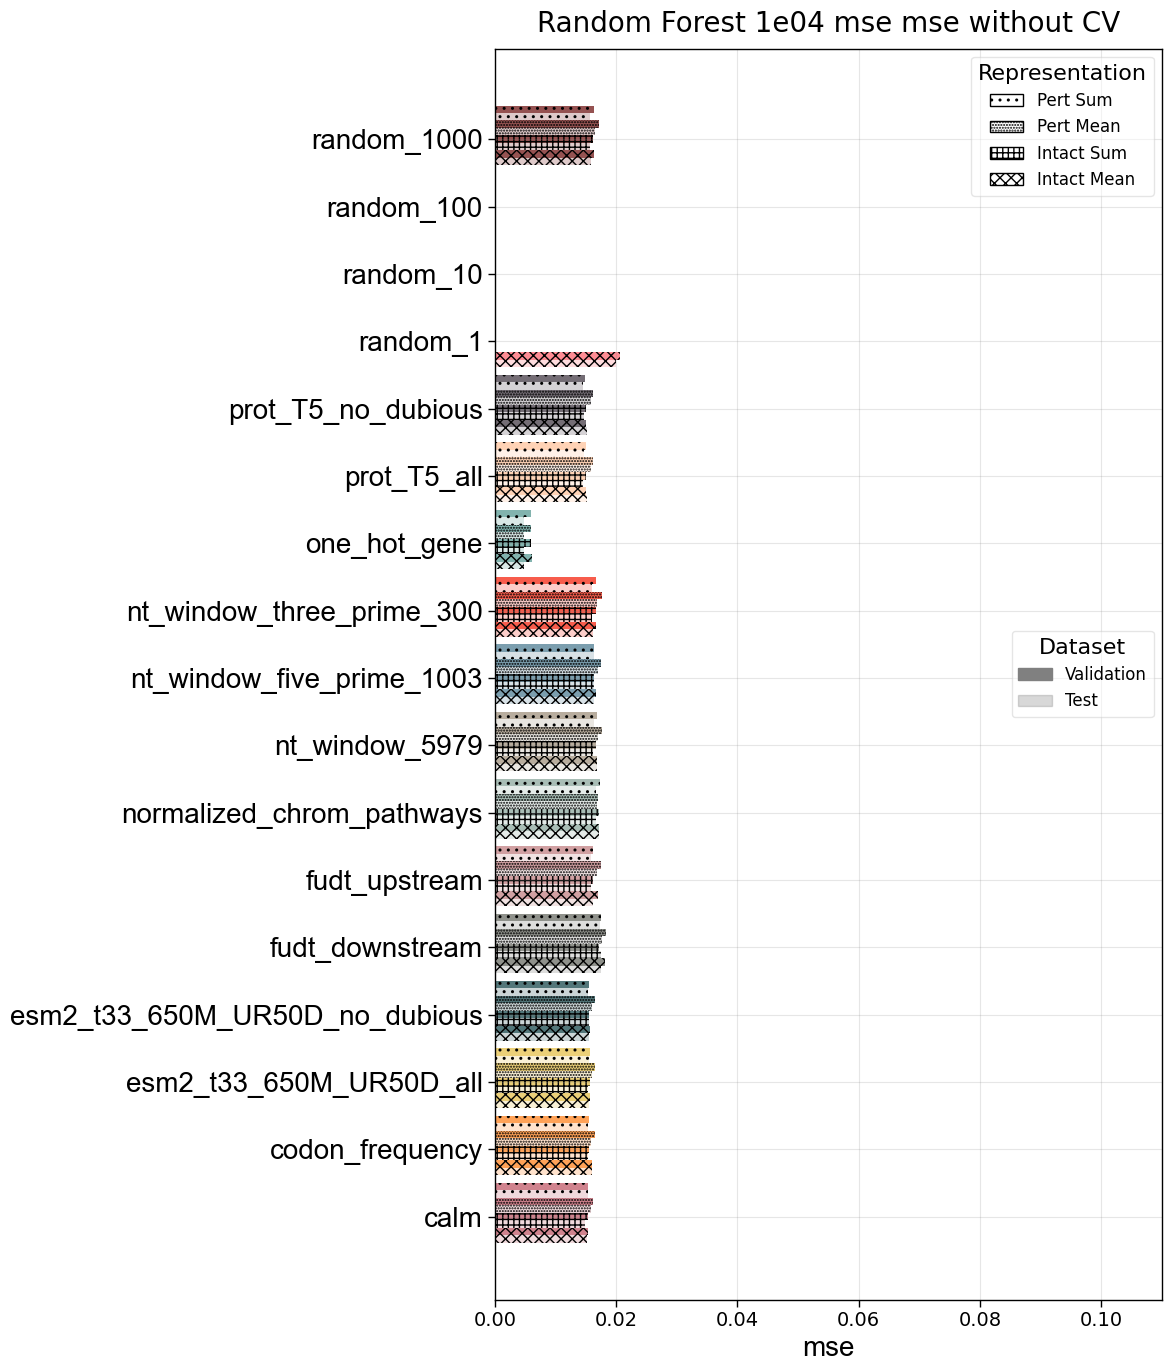 Random Forest 1e04 mse mse without CV
Representation
Pert Sum
Pert Mean
Intact Sum
Intact Mean
random_1000
random_100
random_10
random_1
prot_T5_no_dubious
prot_T5_all
one_hot_gene
nt_window_three_prime_300
nt_window_five_prime_1003
nt_window_5979
normalized_chrom_pathways
fudt_upstream
fudt_downstream
esm2_t33_650M_UR50D_no_dubious
esm2_t33_650M_UR50D_all
codon_frequency
calm
Dataset
Validation
Test
0.00 0.02 0.04 0.06 0.08 0.10
mse